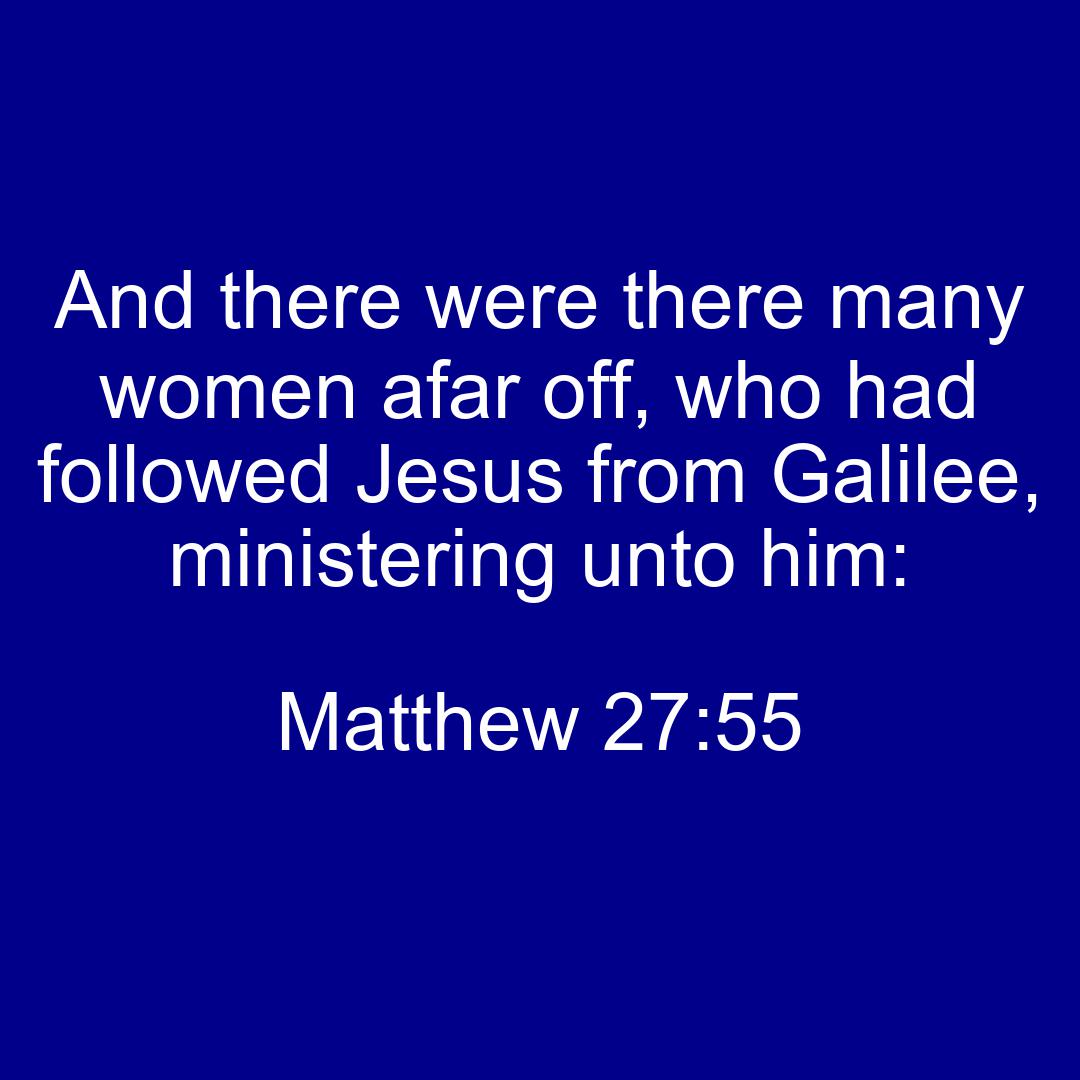 And there were there many
women afar off, who had
followed Jesus from Galilee,
ministering unto him:
Matthew 27:55